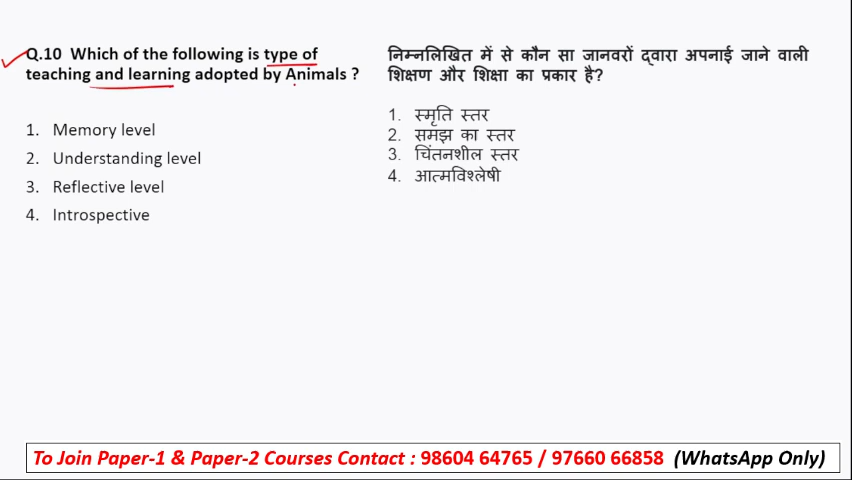 Q.10 Which of the following is type of
teaching and learning adopted by Animals ?
1. Memory level
2. Understanding level
3. Reflective level
4. Introspective
निम्नलिखित में से कौन सा जानवरों द्वारा अपनाई जाने वाली
शिक्षण और शिक्षा का प्रकार है?
1. स्मृति स्तर
2. समझ का स्तर
3. चिंतनशील स्तर
4. आत्मविश्लेषी
To Join Paper-1 & Paper-2 Courses Contact : 98604 64765 / 97660 66858 (WhatsApp Only)